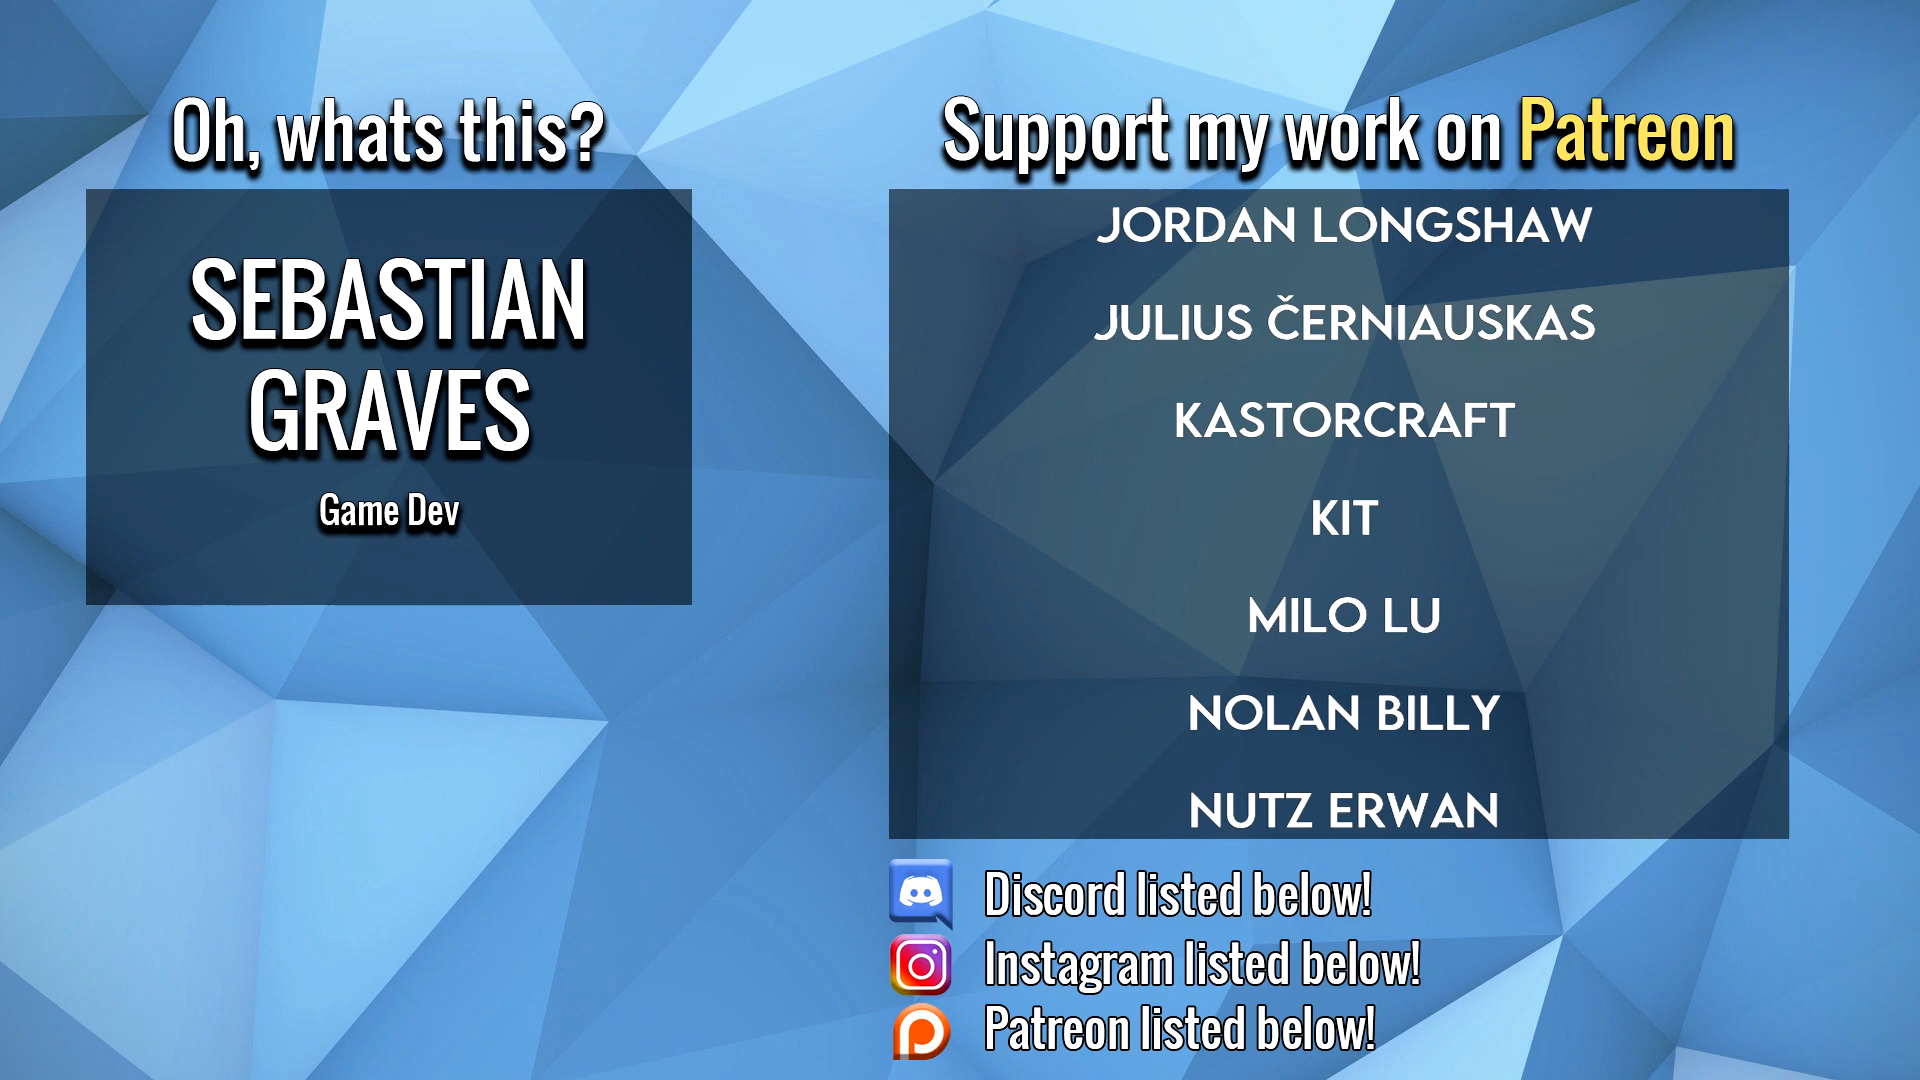 Oh, whats this?
SEBASTIAN
GRAVES
Game Dev
Support my work on Patreon
JORDAN LONGSHAW
JULIUS ČERNIAUSKAS
KASTORCRAFT
KIT
MILO LU
NOLAN BILLY
NUTZ ERWAN
Discord listed below!
Instagram listed below!
Patreon listed below!